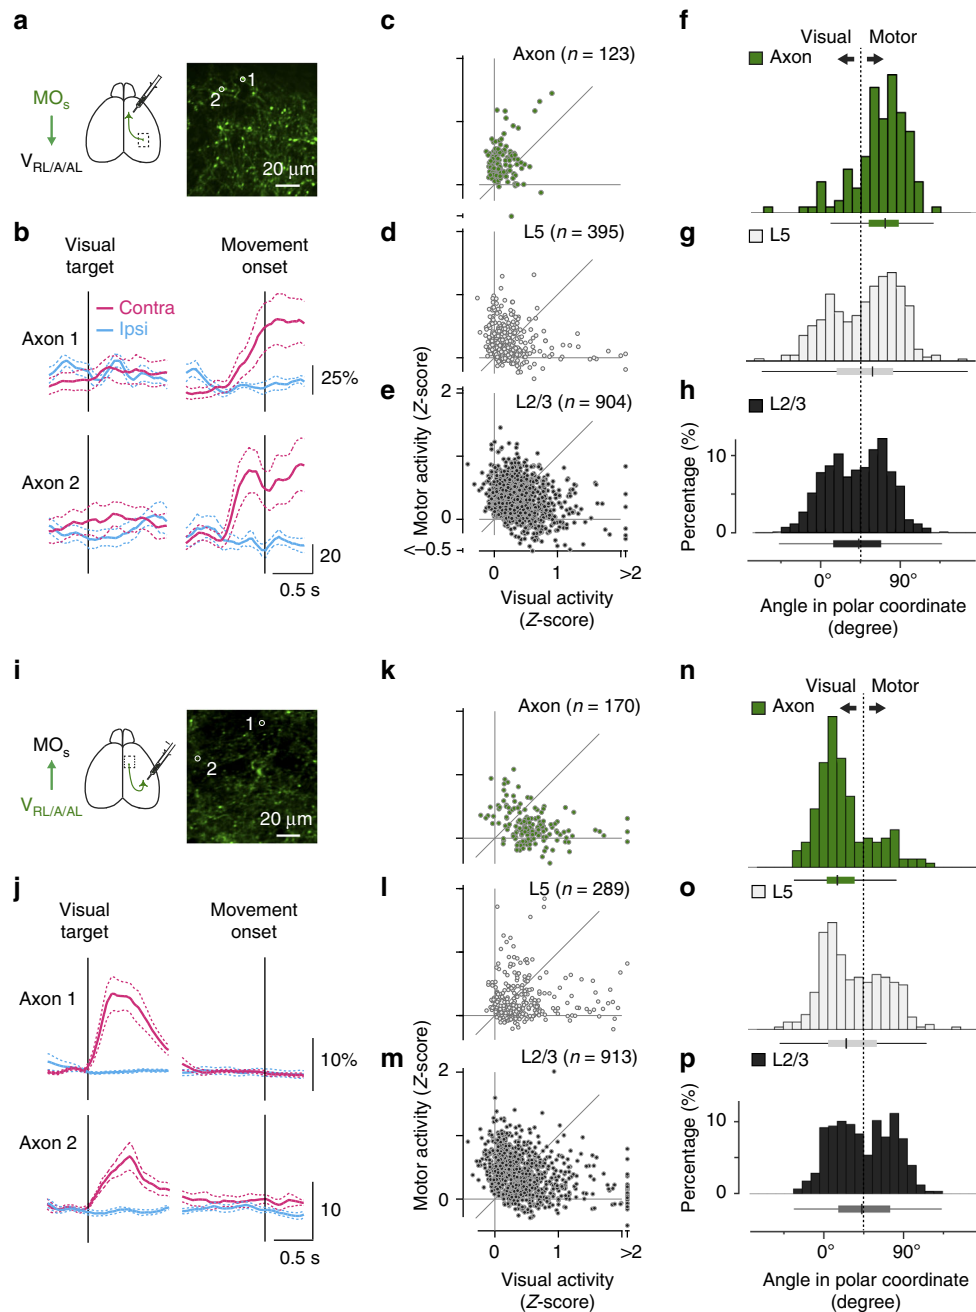 a
MOs
VRL/A/AL
1
2
20 μm
b
Visual target
Movement onset
Contra
Ipsi
Axon 1
25%
Axon 2
20
0.5 s
c
Axon (n = 123)
d
L5 (n = 395)
e
L2/3 (n = 904)
Motor activity (Z-score)
2
1
0
<−0.5
0 1 >2
Visual activity
(Z-score)
f
Visual Motor
Axon
g
L5
h
L2/3
Percentage (%)
10
0
0° 90°
Angle in polar coordinate
(degree)
i
MOs
VRL/A/AL
1
2
20 μm
j
Visual target
Movement onset
Axon 1
10%
Axon 2
10
0.5 s
k
Axon (n = 170)
l
L5 (n = 289)
m
L2/3 (n = 913)
Motor activity (Z-score)
2
0
0 1 >2
Visual activity
(Z-score)
n
Visual Motor
Axon
o
L5
p
L2/3
Percentage (%)
10
0
0° 90°
Angle in polar coordinate
(degree)